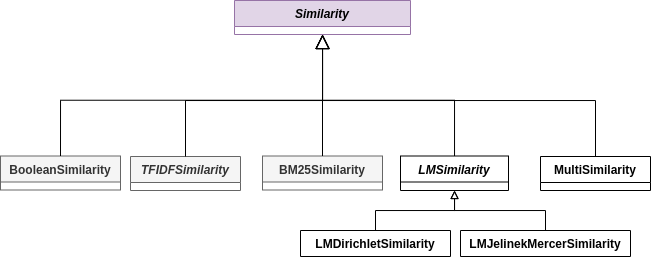 Similarity
BooleanSimilarity
TFIDFSimilarity
BM25Similarity
LMSimilarity
MultiSimilarity
LMDirichletSimilarity
LMJelinekMercerSimilarity